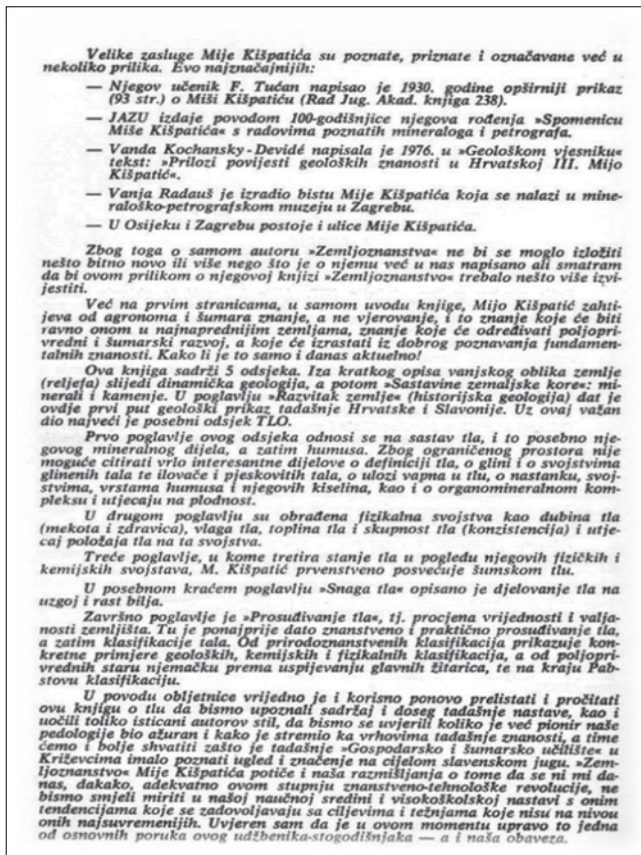 Velike zasluge Mije Kišpatića su poznate, priznate i označavane već u
nekoliko prilika. Evo najznačajnijih:
— Njegov učenik F. Tućan napisao je 1930. godine opširniji prikaz
(93 str.) o Miši Kišpatiću (Rad Jug. Akad. knjiga 238).
— JAZU izdaje povodom 100-godišnjice njegova rođenja »Spomenicu
Miše Kišpatića« s radovima poznatih mineraloga i petrografa.
— Vanda Kochansky-Devidé napisala je 1976. u »Geološkom vjesniku«
tekst: »Prilozi povijesti geoloških znanosti u Hrvatskoj III. Mijo
Kišpatić«.
— Vanja Radauš je izradio bistu Mije Kišpatića koja se nalazi u mine-
raloško-petrografskom muzeju u Zagrebu.
— U Osijeku i Zagrebu postoje i ulice Mije Kišpatića.
Zbog toga o samom autoru »Zemljoznanstva« ne bi se moglo izložiti
nešto bitno novo ili više nego što je o njemu već u nas napisano ali smatram
da bi ovom prilikom o njegovoj knjizi »Zemljoznanstvo« trebalo nešto više izvi-
jestiti.
Već na prvim stranicama, u samom uvodu knjige, Mijo Kišpatić zahti-
jeva od agronoma i šumara znanje, a ne vjerovanje, i to znanje koje će biti
ravno onom u najnaprednijim zemljama, znanje koje će određivati poljopri-
vredni i šumarski razvoj, a koje će izrastati iz dobrog poznavanja fundamen-
talnih znanosti. Kako li je to samo i danas aktuelno!
Ova knjiga sadrži 5 odsjeka. Iza kratkog opisa vanjskog oblika zemlje
(reljefa) slijedi dinamička geologija, a potom »Sastavine zemaljske kore«: mi-
nerali i kamenje. U poglavlju »Razvitak zemlje« (historijska geologija) dat je
ovdje prvi put geološki prikaz tadašnje Hrvatske i Slavonije. Uz ovaj važan
dio najveći je posebni odsjek TLO.
Prvo poglavlje ovog odsjeka odnosi se na sastav tla, i to posebno nje-
govog mineralnog dijela, a zatim humusa. Zbog ograničenog prostora nije
moguće citirati vrlo interesantne dijelove o definiciji tla, o glini i o svojstvima
glinenih tala te ilovače i pjeskovitih tala, o ulozi vapna u tlu, o nastanku, svoj-
stvima, vrstama humusa i njegovih kiselina, kao i o organomineralnom kom-
pleksu i utjecaju na plodnost.
U drugom poglavlju su obrađena fizikalna svojstva kao dubina tla
(mekota i zdravica), vlaga tla, toplina tla i skupnost tla (konzistencija) i utje-
caj položaja tla na ta svojstva.
Treće poglavlje, u kome tretira stanje tla u pogledu njegovih fizičkih i
kemijskih svojstava, M. Kišpatić prvenstveno posvećuje šumskom tlu.
U posebnom kraćem poglavlju »Snaga tla« opisano je djelovanje tla na
uzgoj i rast bilja.
Završno poglavlje je »Prosuđivanje tla«, tj. procjena vrijednosti i valja-
nosti zemljišta. Tu je ponajprije dato znanstveno i praktično prosuđivanje tla,
a zatim klasifikacije tala. Od prirodoznanstvenih klasifikacija prikazuje kon-
kretne primjere geoloških, kemijskih i fizikalnih klasifikacija, a od poljopri-
vrednih staru njemačku prema uspijevanju glavnih žitarica, te na kraju Pab-
stovu klasifikaciju.
U povodu obljetnice vrijedno je i korisno ponovo prelistati i pročitati
ovu knjigu o tlu da bismo upoznali sadržaj i doseg tadašnje nastave, kao i
uočili toliko isticani autorov stil, da bismo se uvjerili koliko je već pionir naše
pedologije bio ažuran i kako je stremio ka vrhovima tadašnje znanosti, a time
ćemo i bolje shvatiti zašto je tadašnje »Gospodarsko i šumarsko učilište« u
Križevcima imalo poznati ugled i značenje na cijelom slavenskom jugu. »Zem-
ljoznanstvo« Mije Kišpatića potiče i naša razmišljanja o tome da se ni mi da-
nas, dakako, adekvatno ovom stupnju znanstveno-tehnološke revolucije, ne
bismo smjeli miriti u našoj naučnoj sredini i visokoškolskoj nastavi s onim
tendencijama koje se zadovoljavaju sa ciljevima i težnjama koje nisu na nivou
onih najsuvremenijih. Uvjeren sam da je u ovom momentu upravo to jedna
od osnovnih poruka ovog udžbenika-stogodišnjaka — a i naša obaveza.